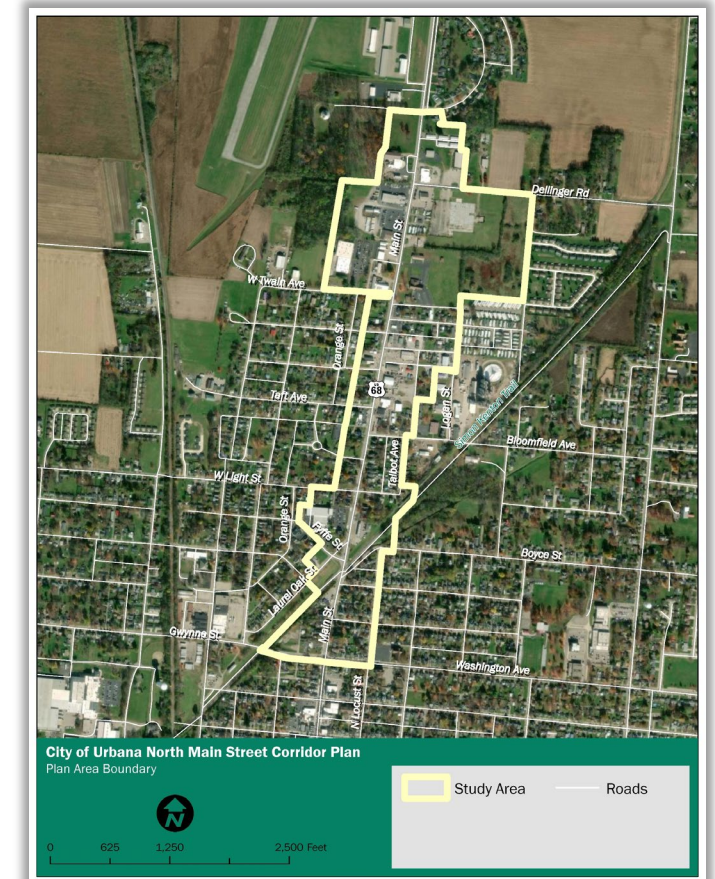 Dellinger Rd
Main St
W Twain Ave
Orange St
US
68
Taft Ave
Logan St
Simon Kenton Trail
Bloomfield Ave
Talbot Ave
W Light St
Orange St
Fyffe St
Boyce St
Laurel Oak St
Main St
Gwynne St
Washington Ave
N Locust St
City of Urbana North Main Street Corridor Plan
Plan Area Boundary
N
0 625 1,250 2,500 Feet
Study Area
Roads